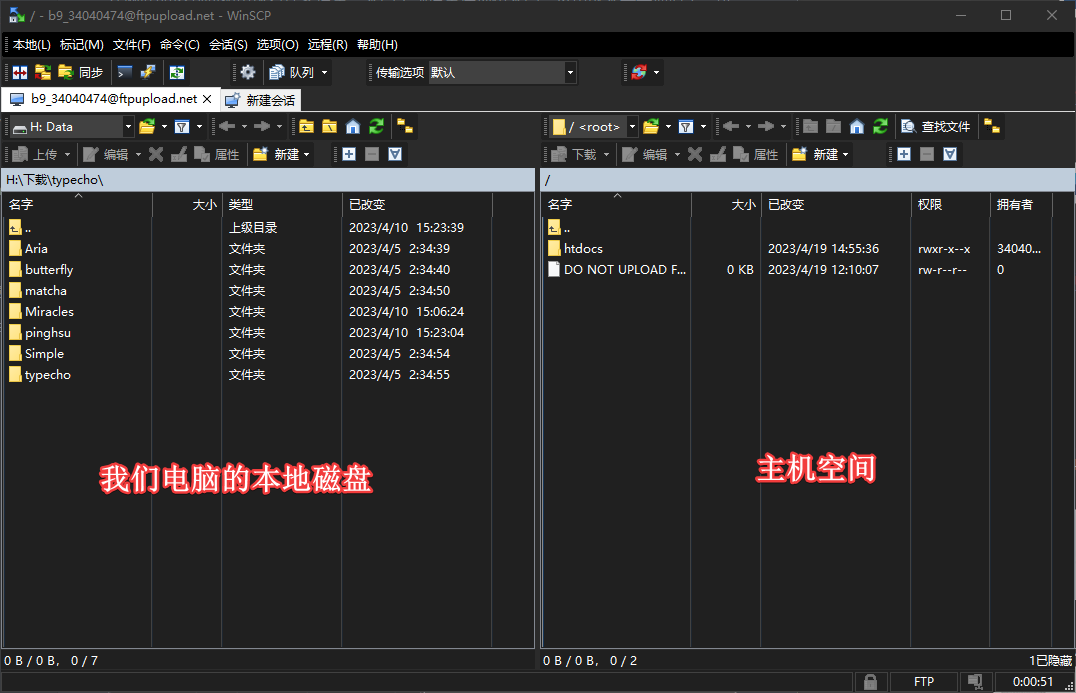 / - b9_34040474@ftpupload.net - WinSCP
本地(L) 标记(M) 文件(F) 命令(C) 会话(S) 选项(O) 远程(R) 帮助(H)
同步 队列 传输选项 默认
b9_34040474@ftpupload.net × 新建会话
H: Data / <root> 查找文件
上传 编辑 属性 新建 下载 编辑 属性 新建
H:\下载\typecho\ /
名字 大小 类型 已改变
.. 上级目录 2023/4/10 15:23:39
Aria 文件夹 2023/4/5 2:34:39
butterfly 文件夹 2023/4/5 2:34:40
matcha 文件夹 2023/4/5 2:34:50
Miracles 文件夹 2023/4/10 15:06:24
pinghsu 文件夹 2023/4/10 15:23:04
Simple 文件夹 2023/4/5 2:34:54
typecho 文件夹 2023/4/5 2:34:55
我们电脑的本地磁盘
名字 大小 已改变 权限 拥有者
..
htdocs 2023/4/19 14:55:36 rwxr-x--x 34040...
DO NOT UPLOAD F... 0 KB 2023/4/19 12:10:07 rw-r--r-- 0
主机空间
0 B / 0 B, 0 / 7
0 B / 0 B, 0 / 2 1已隐藏
FTP 0:00:51